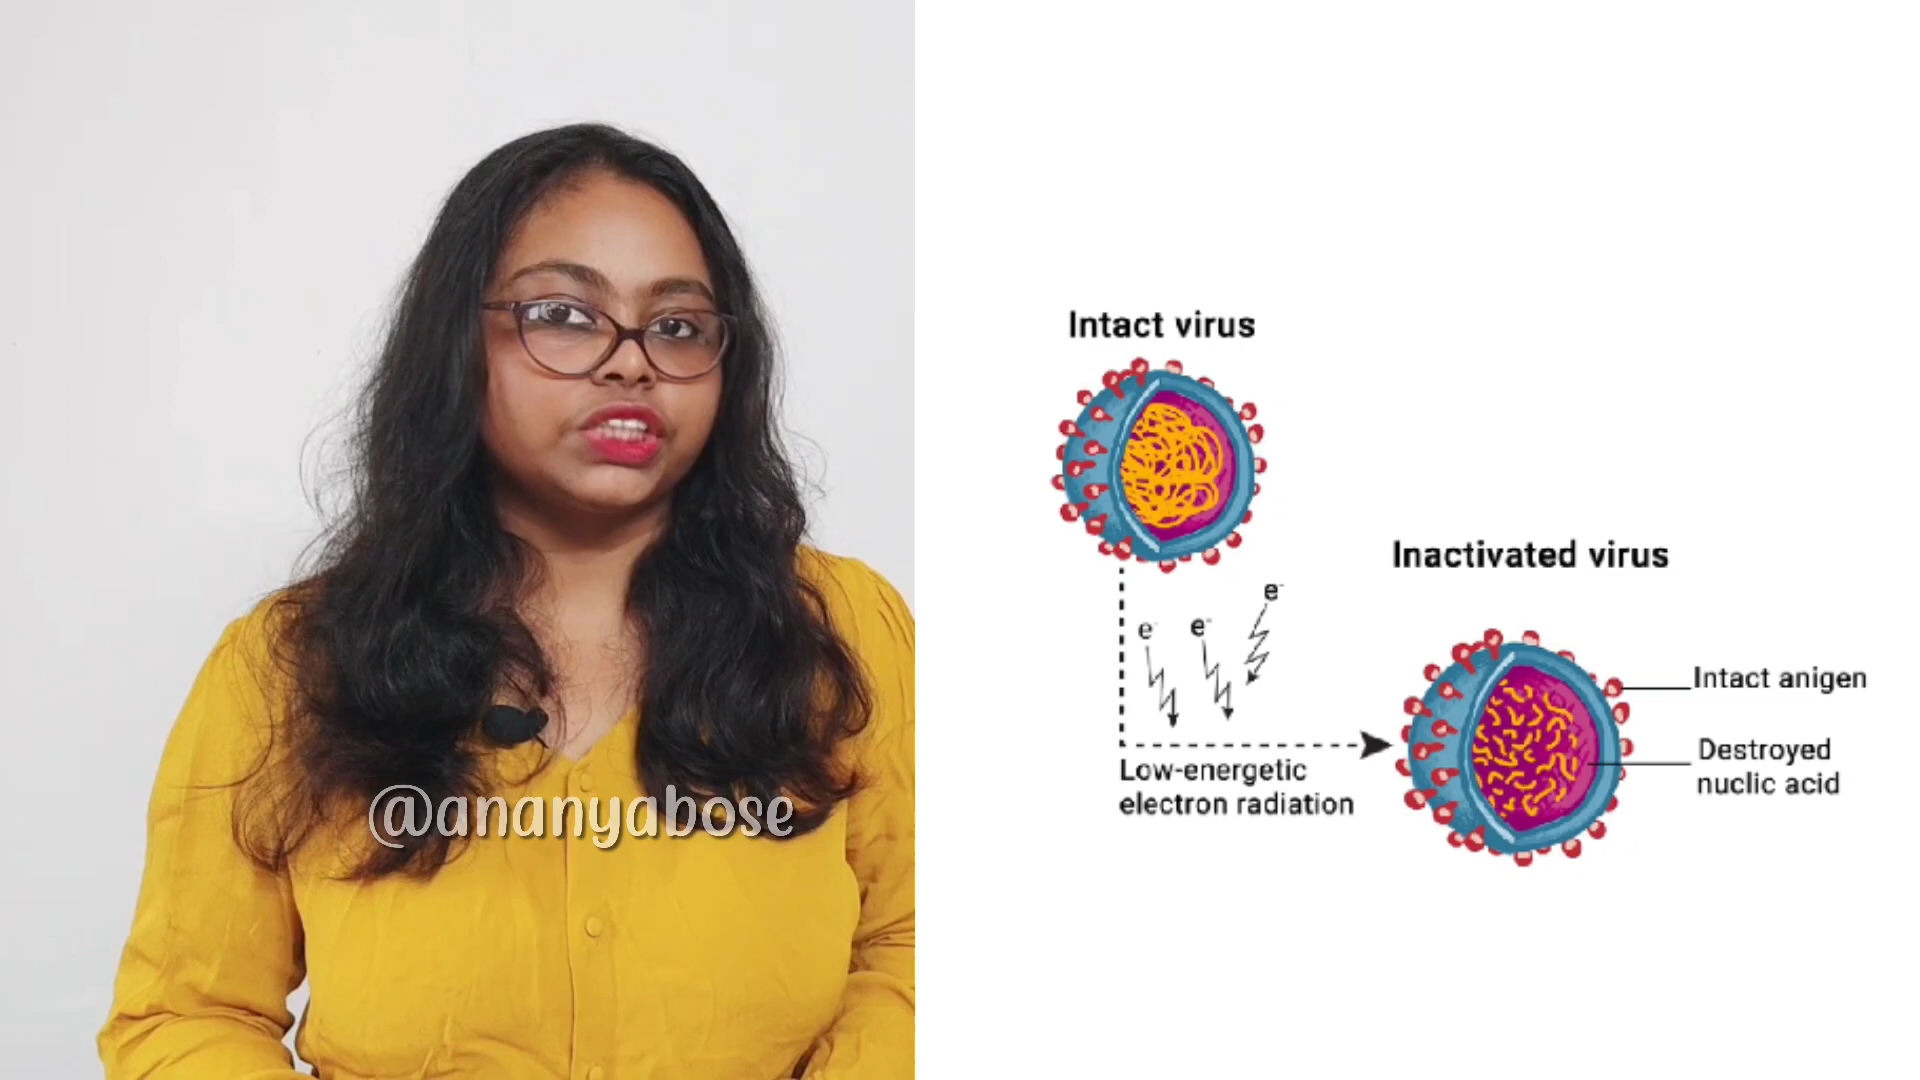 @ananyabose
Intact virus
Inactivated virus
e-
e-
e-
Intact anigen
Destroyed
nuclic acid
Low-energetic
electron radiation